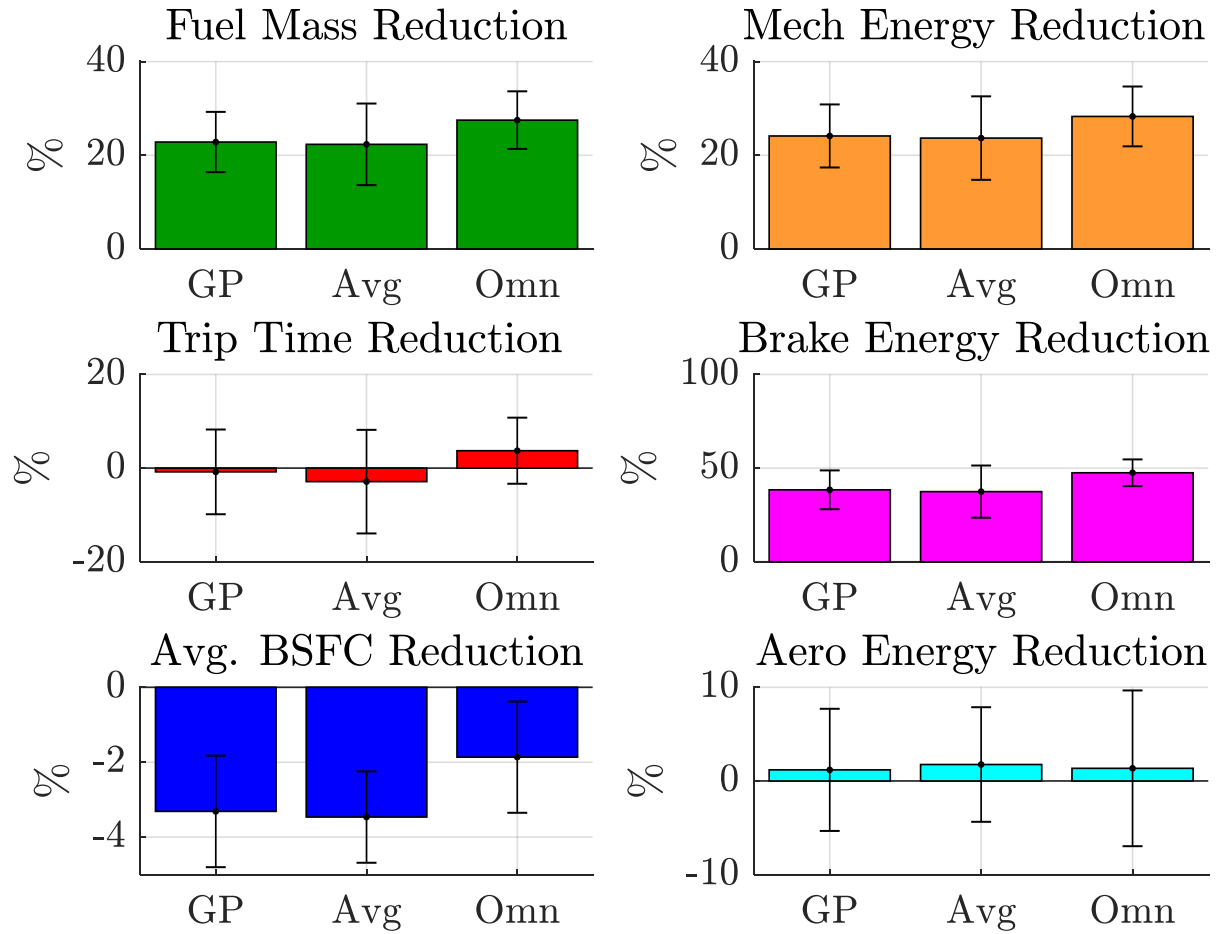 Fuel Mass Reduction
40
20
0
%
GP Avg Omn
Mech Energy Reduction
40
20
0
%
GP Avg Omn
Trip Time Reduction
20
0
-20
%
GP Avg Omn
Brake Energy Reduction
100
50
0
%
GP Avg Omn
Avg. BSFC Reduction
0
-2
-4
%
GP Avg Omn
Aero Energy Reduction
10
0
-10
%
GP Avg Omn